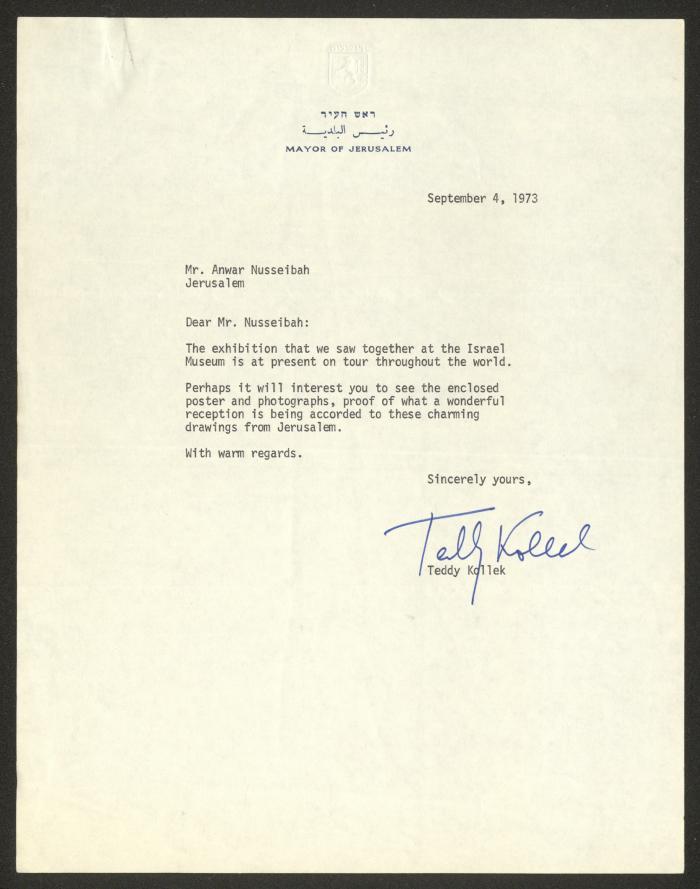 ראש העיר
رئيس البلدية
MAYOR OF JERUSALEM
September 4, 1973
Mr. Anwar Nusseibah
Jerusalem
Dear Mr. Nusseibah:
The exhibition that we saw together at the Israel
Museum is at present on tour throughout the world.
Perhaps it will interest you to see the enclosed
poster and photographs, proof of what a wonderful
reception is being accorded to these charming
drawings from Jerusalem.
With warm regards.
Sincerely yours,
Teddy Kollek
Teddy Kollek